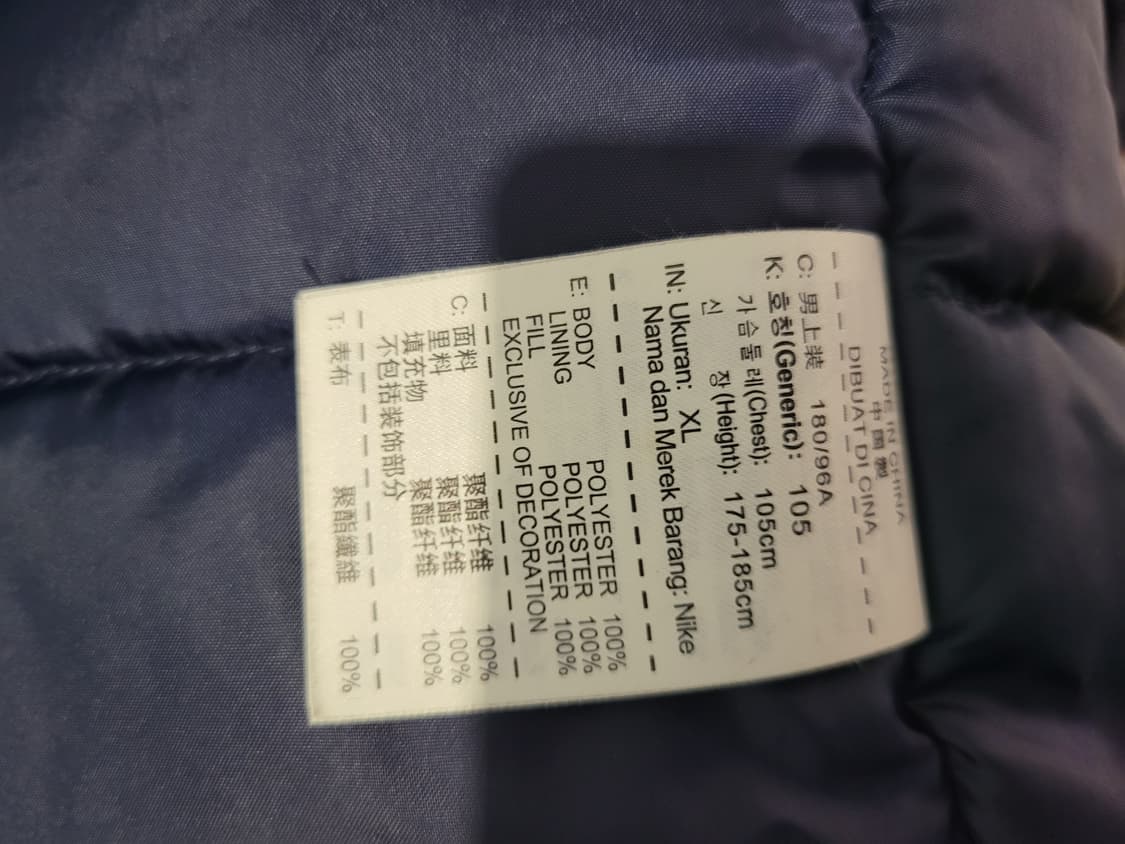 MADE IN CHINA
中国製
DIBUAT DI CINA
C: 男上装 180/96A
K: 호칭(Generic): 105
가슴둘레(Chest): 105cm
신 장(Height): 175-185cm
IN: Ukuran: XL
Nama dan Merek Barang: Nike
E: BODY POLYESTER 100%
LINING POLYESTER 100%
FILL POLYESTER 100%
EXCLUSIVE OF DECORATION
C: 面料 聚酯纤维 100%
里料 聚酯纤维 100%
填充物 聚酯纤维 100%
不包括装饰部分
T: 表布 聚酯纖維 100%